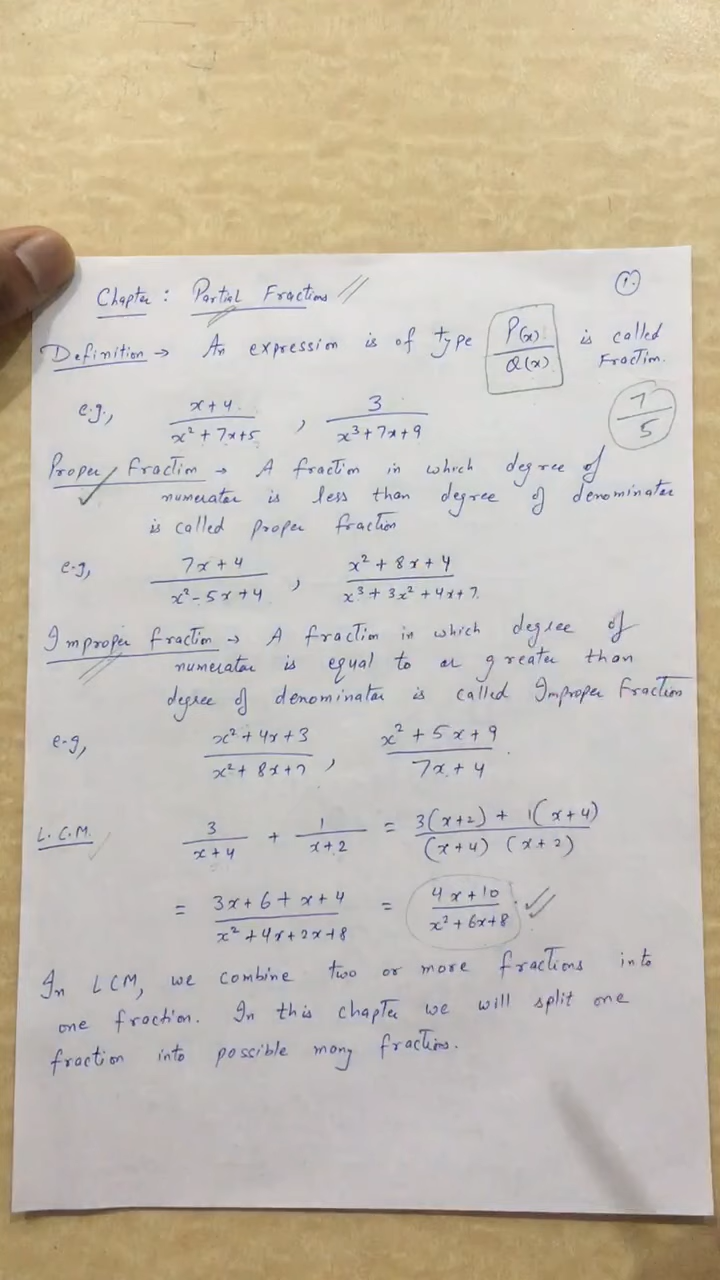 Chapter : Partial Fractions 1.
Definition → An expression is of type P(x)/Q(x) is called
Fraction.
e.g., x+4/x²+7x+5 , 3/x³+7x+9
7/5
Proper fraction → A fraction in which degree of
numerator is less than degree of denominator
is called proper fraction
e.g, 7x+4/x²-5x+4 , x²+8x+4/x³+3x²+4x+7
Improper fraction → A fraction in which degree of
numerator is equal to or greater than
degree of denominator is called Improper Fraction
e.g, x²+4x+3/x²+8x+7 , x²+5x+9/7x+4.
L.C.M. 3/x+4 + 1/x+2 = 3(x+2) + 1(x+4)/(x+4) (x+2)
= 3x+6+x+4/x²+4x+2x+8 = 4x+10/x²+6x+8.
In LCM, we combine two or more fractions into
one fraction. In this chapter we will split one
fraction into possible many fractions.